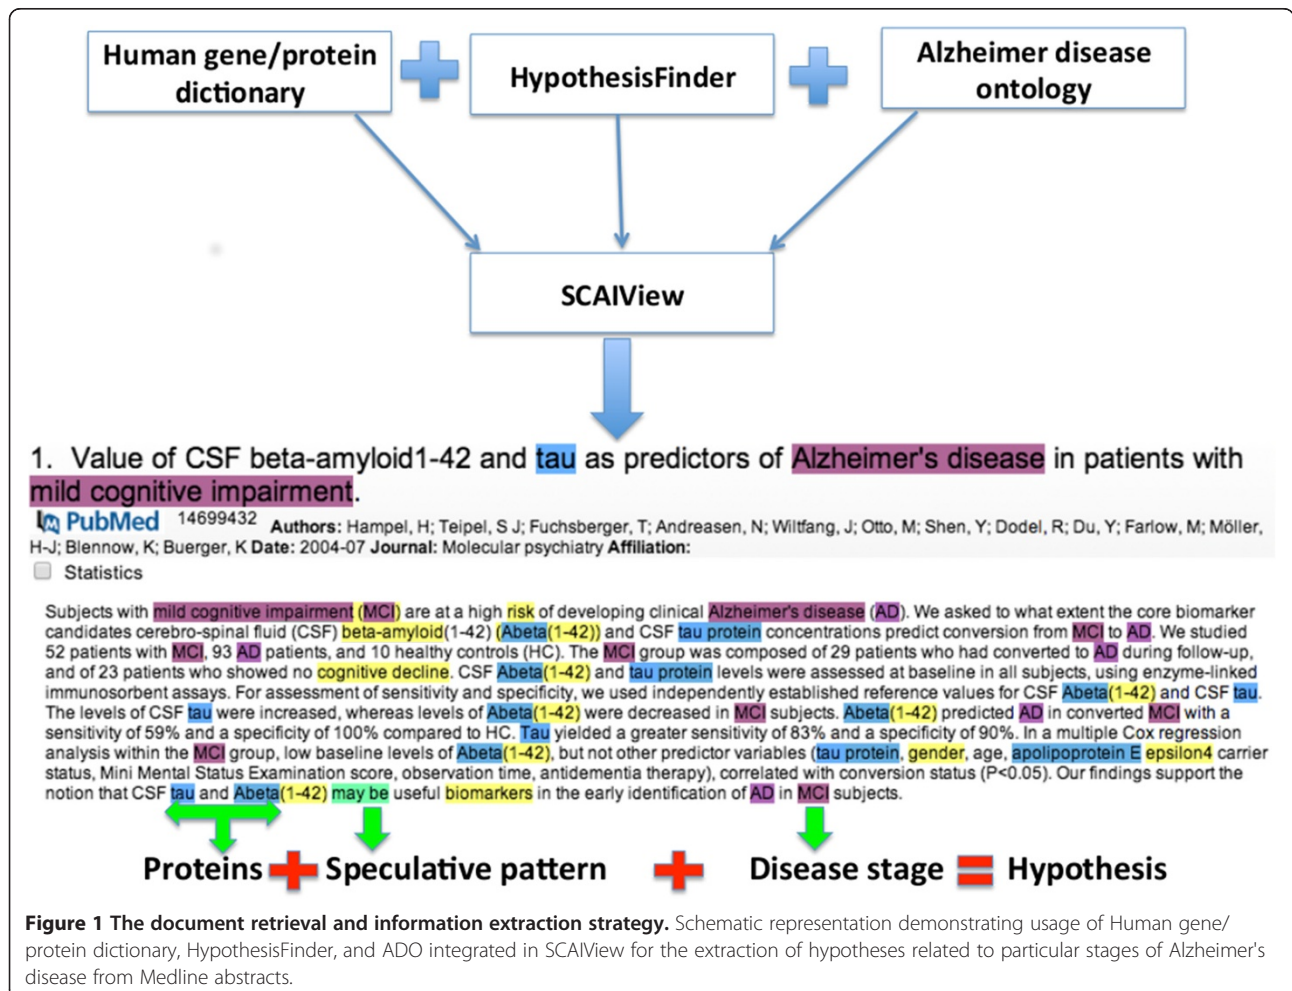 Human gene/protein
dictionary
HypothesisFinder
Alzheimer disease
ontology
SCAIView
1. Value of CSF beta-amyloid1-42 and tau as predictors of Alzheimer's disease in patients with
mild cognitive impairment.
PubMed 14699432 Authors: Hampel, H; Teipel, S J; Fuchsberger, T; Andreasen, N; Wiltfang, J; Otto, M; Shen, Y; Dodel, R; Du, Y; Farlow, M; Möller,
H-J; Blennow, K; Buerger, K Date: 2004-07 Journal: Molecular psychiatry Affiliation:
Statistics
Subjects with mild cognitive impairment (MCI) are at a high risk of developing clinical Alzheimer's disease (AD). We asked to what extent the core biomarker
candidates cerebro-spinal fluid (CSF) beta-amyloid(1-42) (Abeta(1-42)) and CSF tau protein concentrations predict conversion from MCI to AD. We studied
52 patients with MCI, 93 AD patients, and 10 healthy controls (HC). The MCI group was composed of 29 patients who had converted to AD during follow-up,
and of 23 patients who showed no cognitive decline. CSF Abeta(1-42) and tau protein levels were assessed at baseline in all subjects, using enzyme-linked
immunosorbent assays. For assessment of sensitivity and specificity, we used independently established reference values for CSF Abeta(1-42) and CSF tau.
The levels of CSF tau were increased, whereas levels of Abeta(1-42) were decreased in MCI subjects. Abeta(1-42) predicted AD in converted MCI with a
sensitivity of 59% and a specificity of 100% compared to HC. Tau yielded a greater sensitivity of 83% and a specificity of 90%. In a multiple Cox regression
analysis within the MCI group, low baseline levels of Abeta(1-42), but not other predictor variables (tau protein, gender, age, apolipoprotein E epsilon4 carrier
status, Mini Mental Status Examination score, observation time, antidementia therapy), correlated with conversion status (P<0.05). Our findings support the
notion that CSF tau and Abeta(1-42) may be useful biomarkers in the early identification of AD in MCI subjects.
Proteins + Speculative pattern + Disease stage = Hypothesis
Figure 1 The document retrieval and information extraction strategy. Schematic representation demonstrating usage of Human gene/
protein dictionary, HypothesisFinder, and ADO integrated in SCAIView for the extraction of hypotheses related to particular stages of Alzheimer's
disease from Medline abstracts.